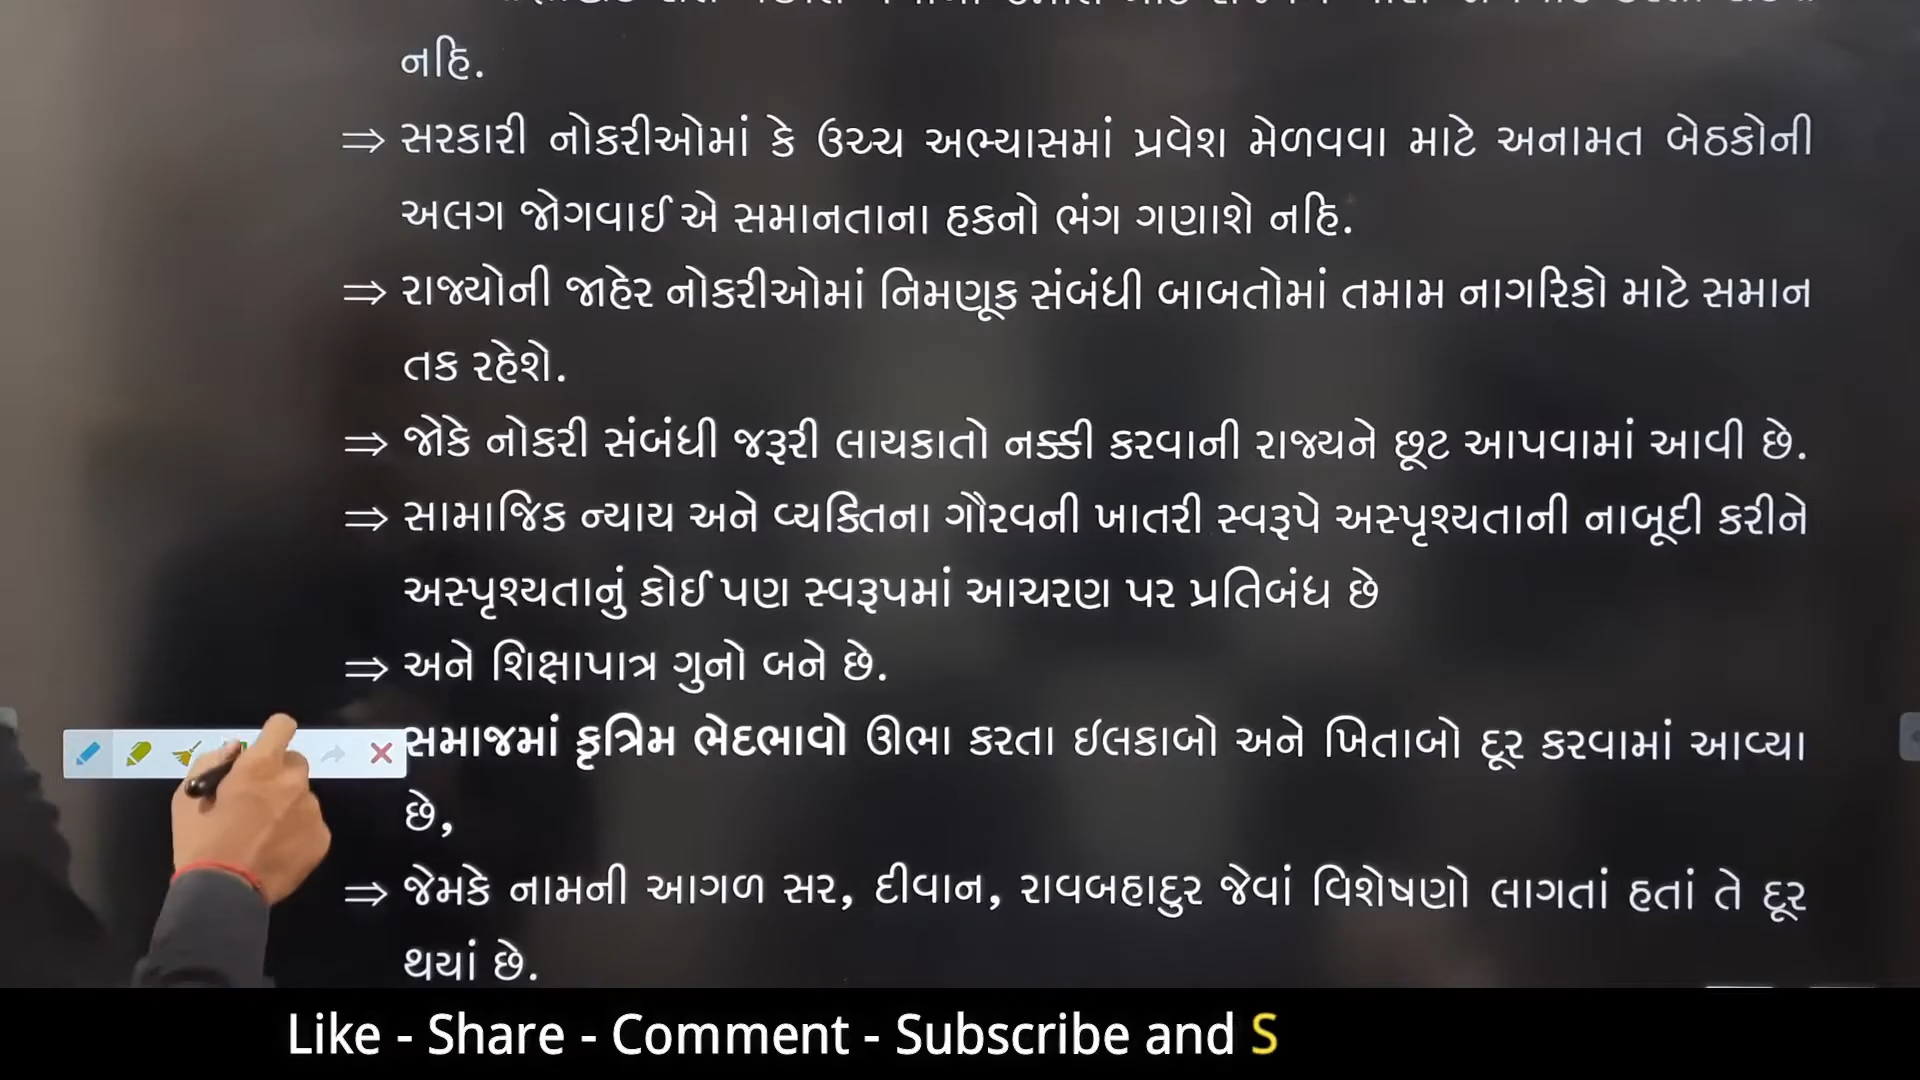 નહિ.
⇒ સરકારી નોકરીઓમાં કે ઉચ્ચ અભ્યાસમાં પ્રવેશ મેળવવા માટે અનામત બેઠકોની
અલગ જોગવાઈ એ સમાનતાના હકનો ભંગ ગણાશે નહિ.
⇒ રાજ્યોની જાહેર નોકરીઓમાં નિમણૂક સંબંધી બાબતોમાં તમામ નાગરિકો માટે સમાન
તક રહેશે.
⇒ જોકે નોકરી સંબંધી જરૂરી લાયકાતો નક્કી કરવાની રાજ્યને છૂટ આપવામાં આવી છે.
⇒ સામાજિક ન્યાય અને વ્યક્તિના ગૌરવની ખાતરી સ્વરૂપે અસ્પૃશ્યતાની નાબૂદી કરીને
અસ્પૃશ્યતાનું કોઈ પણ સ્વરૂપમાં આચરણ પર પ્રતિબંધ છે
⇒ અને શિક્ષાપાત્ર ગુનો બને છે.
સમાજમાં કૃત્રિમ ભેદભાવો ઊભા કરતા ઈલકાબો અને ખિતાબો દૂર કરવામાં આવ્યા
છે,
⇒ જેમકે નામની આગળ સર, દીવાન, રાવબહાદુર જેવાં વિશેષણો લાગતાં હતાં તે દૂર
થયાં છે.
Like - Share - Comment - Subscribe and S